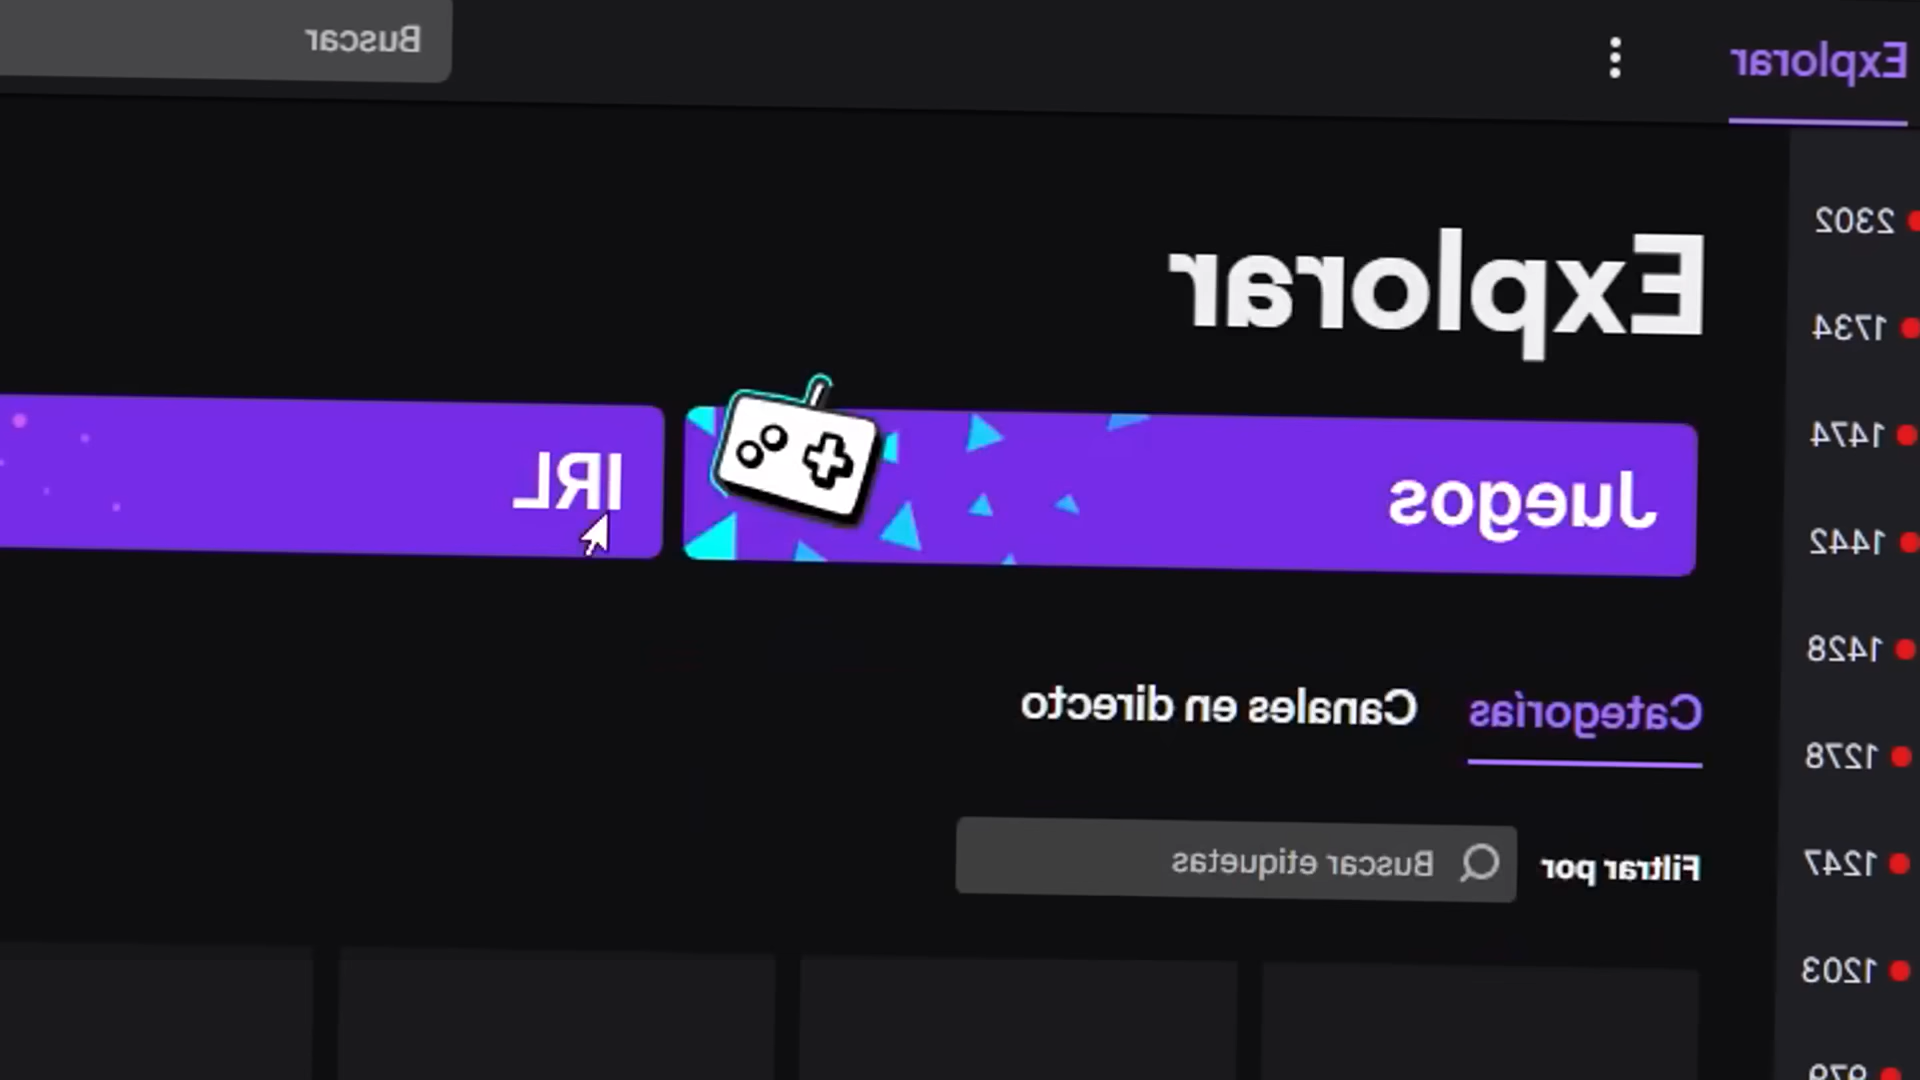 Explorar
Buscar
Explorar
Juegos
IRL
Categorías
Canales en directo
Filtrar por
Buscar etiquetas
2302
1734
1474
1442
1428
1278
1247
1203